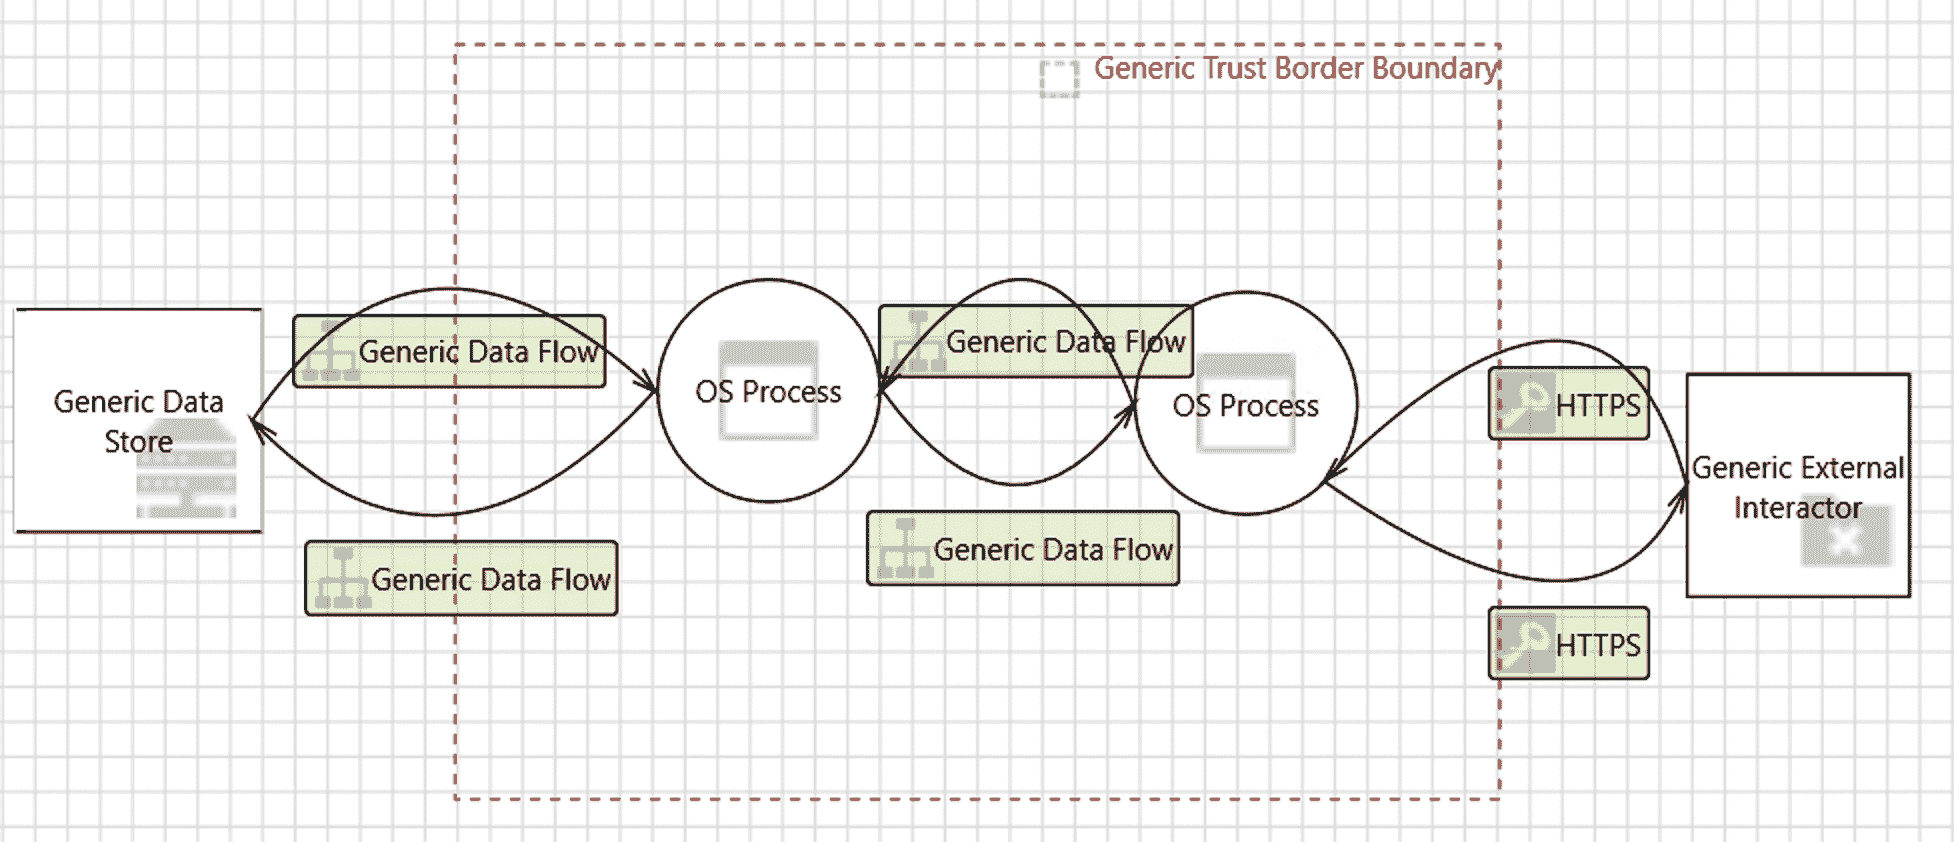 Generic Trust Border Boundary
Generic Data Flow
Generic Data Flow
Generic Data
Store
OS Process
OS Process
HTTPS
Generic External
Interactor
Generic Data Flow
Generic Data Flow
HTTPS